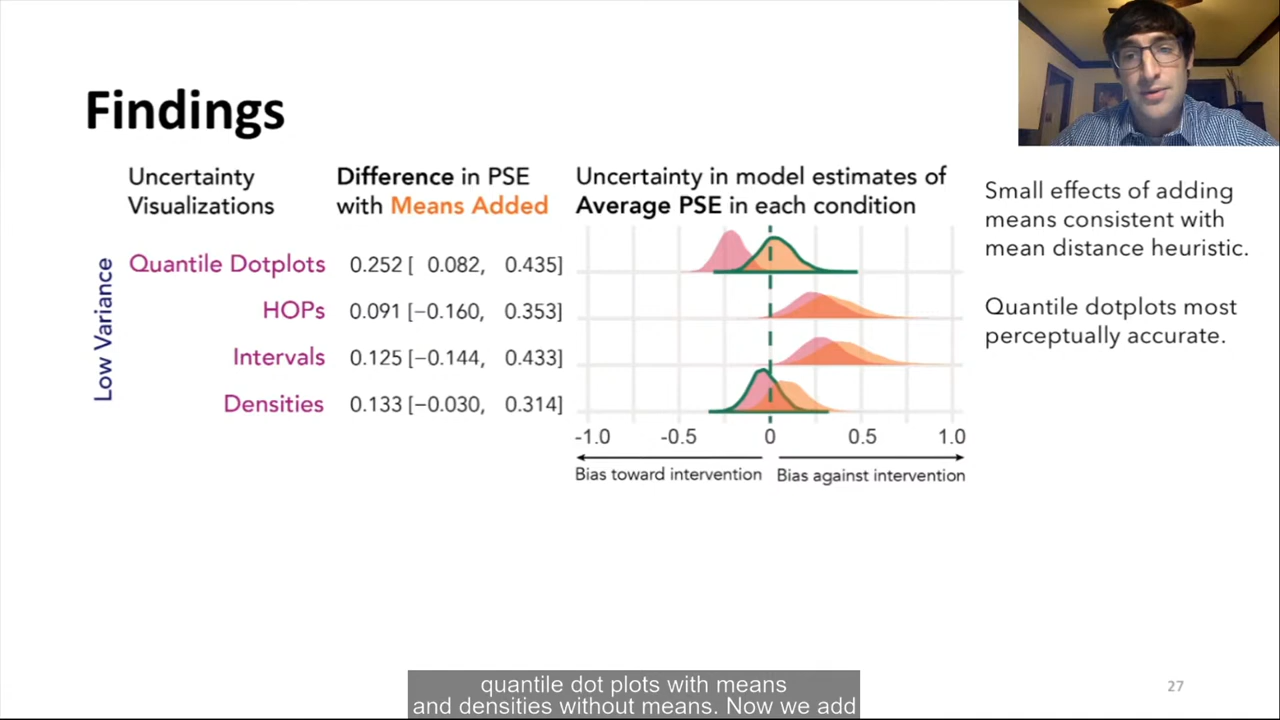 Findings
Uncertainty
Visualizations
Difference in PSE
with Means Added
Uncertainty in model estimates of
Average PSE in each condition
Low Variance
Quantile Dotplots 0.252 [ 0.082, 0.435]
HOPs 0.091 [−0.160, 0.353]
Intervals 0.125 [−0.144, 0.433]
Densities 0.133 [−0.030, 0.314]
-1.0 -0.5 0 0.5 1.0
Bias toward intervention Bias against intervention
Small effects of adding
means consistent with
mean distance heuristic.
Quantile dotplots most
perceptually accurate.
quantile dot plots with means
and densities without means. Now we add
27